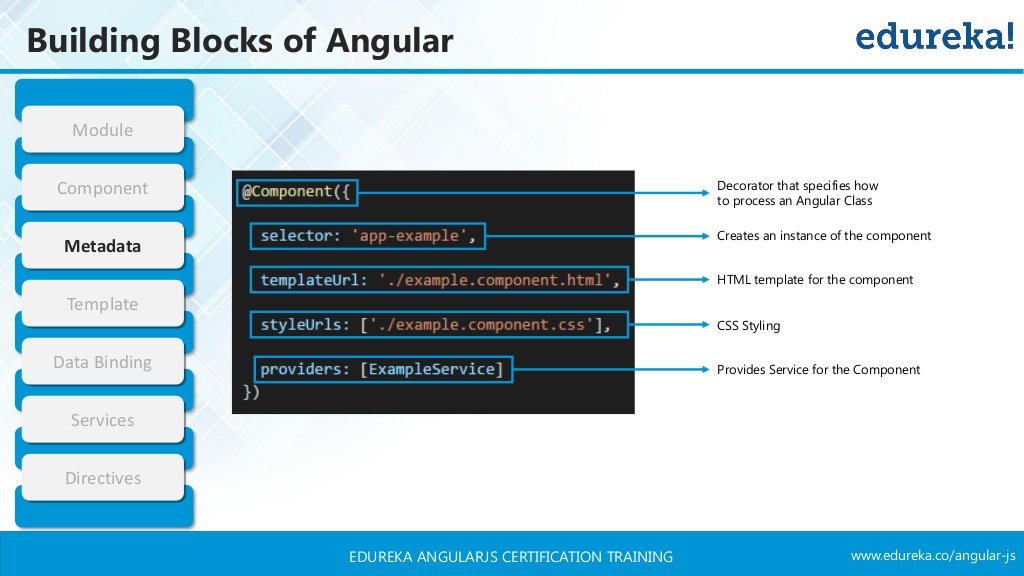 Building Blocks of Angular
edureka!
Module
Component
Metadata
Template
Data Binding
Services
Directives
@Component({
selector: 'app-example',
templateUrl: './example.component.html',
styleUrls: ['./example.component.css'],
providers: [ExampleService]
})
Decorator that specifies how
to process an Angular Class
Creates an instance of the component
HTML template for the component
CSS Styling
Provides Service for the Component
EDUREKA ANGULARJS CERTIFICATION TRAINING
www.edureka.co/angular-js